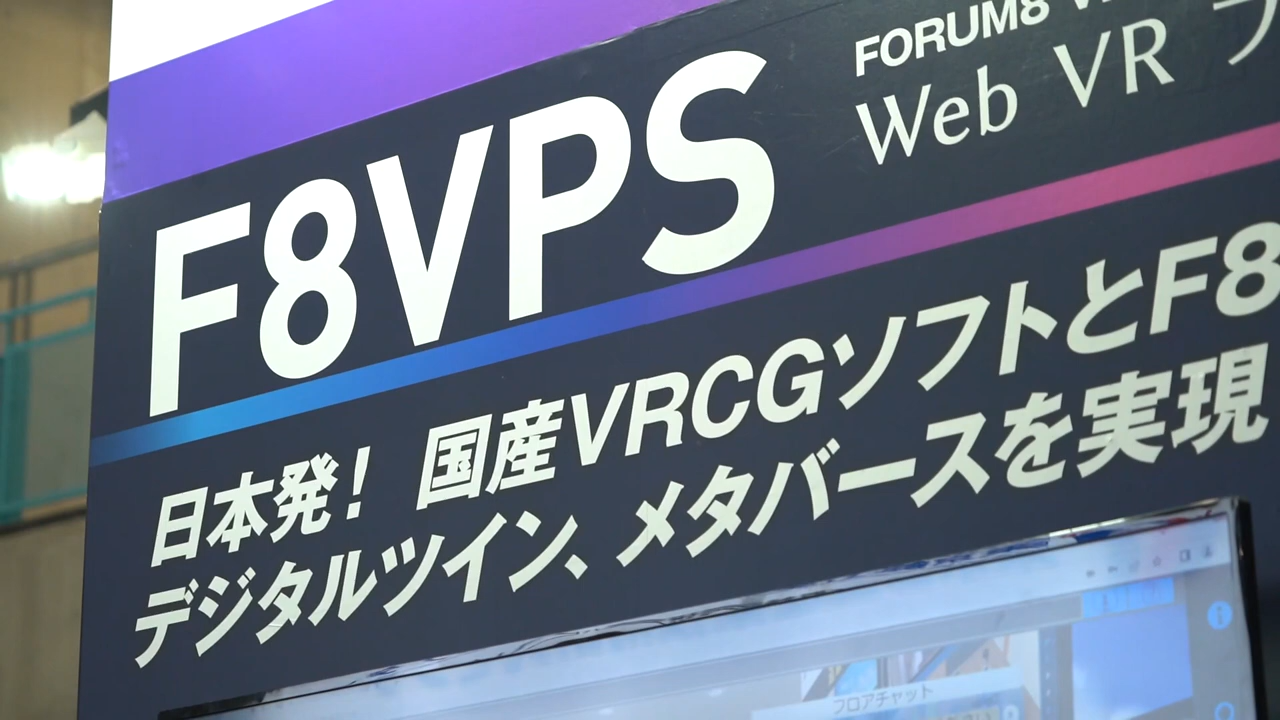 F8VPS
FORUM8
Web VR フ
日本発！ 国産VRCGソフトとF8
デジタルツイン、メタバースを実現
フロアチャット